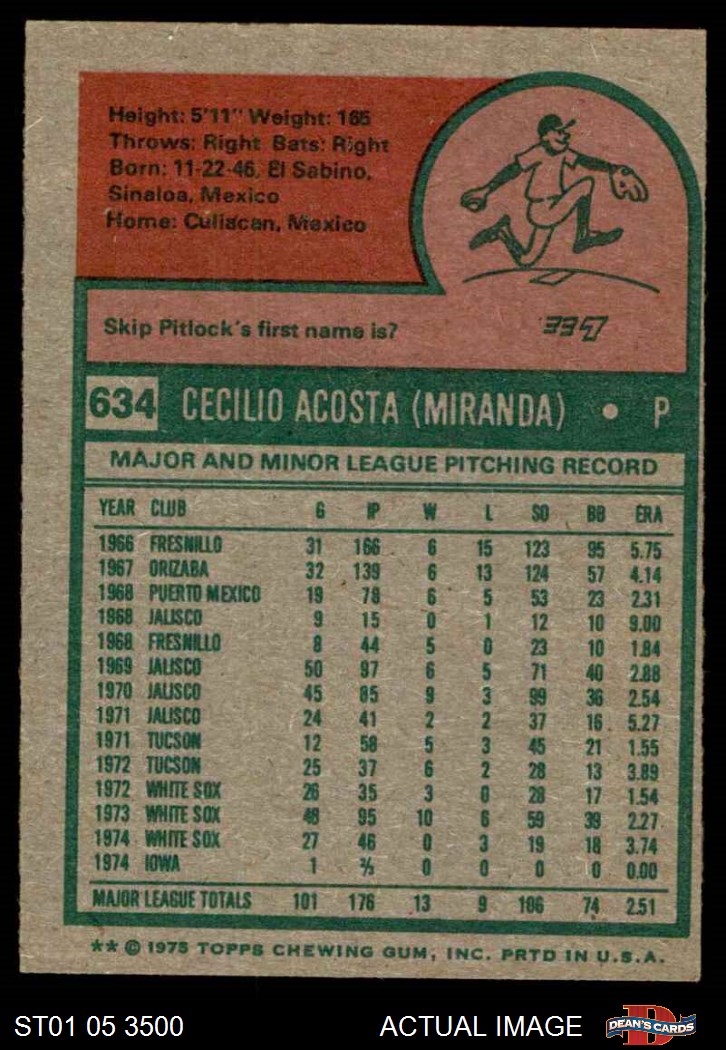 Height: 5'11" Weight: 165
Throws: Right Bats: Right
Born: 11-22-46, El Sabino,
Sinaloa, Mexico
Home: Culiacan, Mexico
Skip Pitlock's first name is?
LEE
634 CECILIO ACOSTA (MIRANDA) • P
MAJOR AND MINOR LEAGUE PITCHING RECORD
YEAR CLUB G IP W L SO BB ERA
1966 FRESNILLO 31 166 6 15 123 95 5.75
1967 ORIZABA 32 139 6 13 124 57 4.14
1968 PUERTO MEXICO 19 78 6 5 53 23 2.31
1968 JALISCO 9 15 0 1 12 10 9.00
1968 FRESNILLO 8 44 5 0 23 10 1.84
1969 JALISCO 50 97 6 5 71 40 2.88
1970 JALISCO 45 85 9 3 99 36 2.54
1971 JALISCO 24 41 2 2 37 16 5.27
1971 TUCSON 12 58 5 3 45 21 1.55
1972 TUCSON 25 37 6 2 28 13 3.89
1972 WHITE SOX 26 35 3 0 28 17 1.54
1973 WHITE SOX 48 95 10 6 59 39 2.27
1974 WHITE SOX 27 46 0 3 19 18 3.74
1974 IOWA 1 ⅔ 0 0 0 0 0.00
MAJOR LEAGUE TOTALS 101 176 13 9 106 74 2.51
** © 1975 TOPPS CHEWING GUM, INC. PRTD IN U.S.A.
ST01 05 3500 ACTUAL IMAGE D DEAN'S CARDS